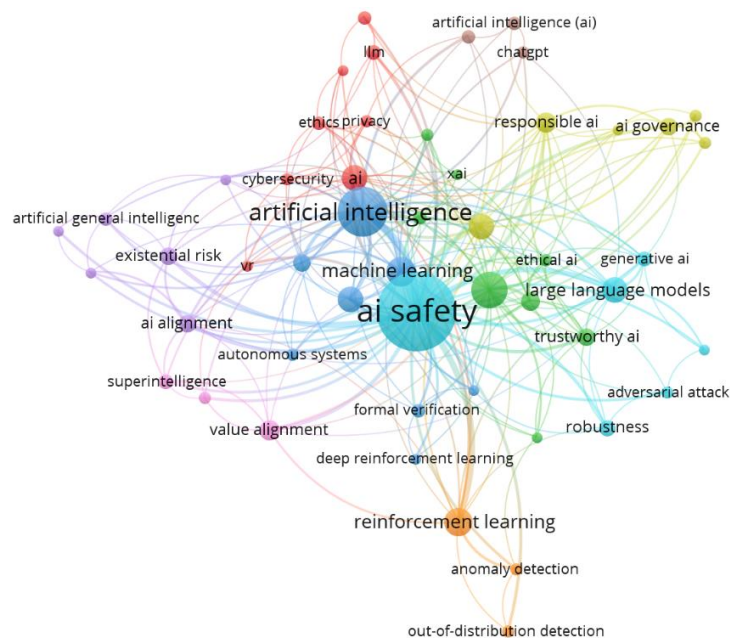 artificial intelligence (ai)
llm
chatgpt
ethics
privacy
responsible ai
ai governance
cybersecurity
ai
xai
artificial intelligence
artificial general intelligenc
existential risk
vr
machine learning
ethical ai
generative ai
large language models
ai safety
ai alignment
trustworthy ai
autonomous systems
superintelligence
adversarial attack
formal verification
value alignment
robustness
deep reinforcement learning
reinforcement learning
anomaly detection
out-of-distribution detection